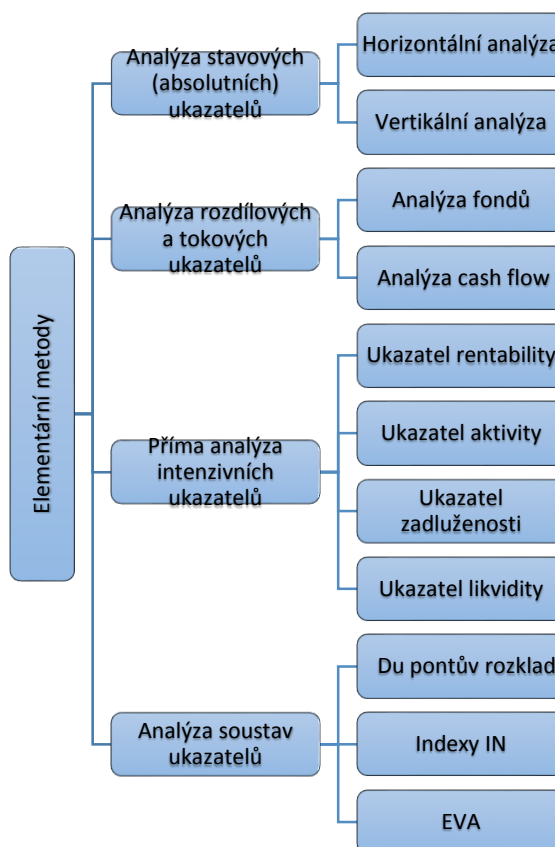 Elementární metody
Analýza stavových
(absolutních)
ukazatelů
Horizontální analýza
Vertikální analýza
Analýza rozdílových
a tokových
ukazatelů
Analýza fondů
Analýza cash flow
Příma analýza
intenzivních
ukazatelů
Ukazatel rentability
Ukazatel aktivity
Ukazatel
zadluženosti
Ukazatel likvidity
Analýza soustav
ukazatelů
Du pontův rozklad
Indexy IN
EVA